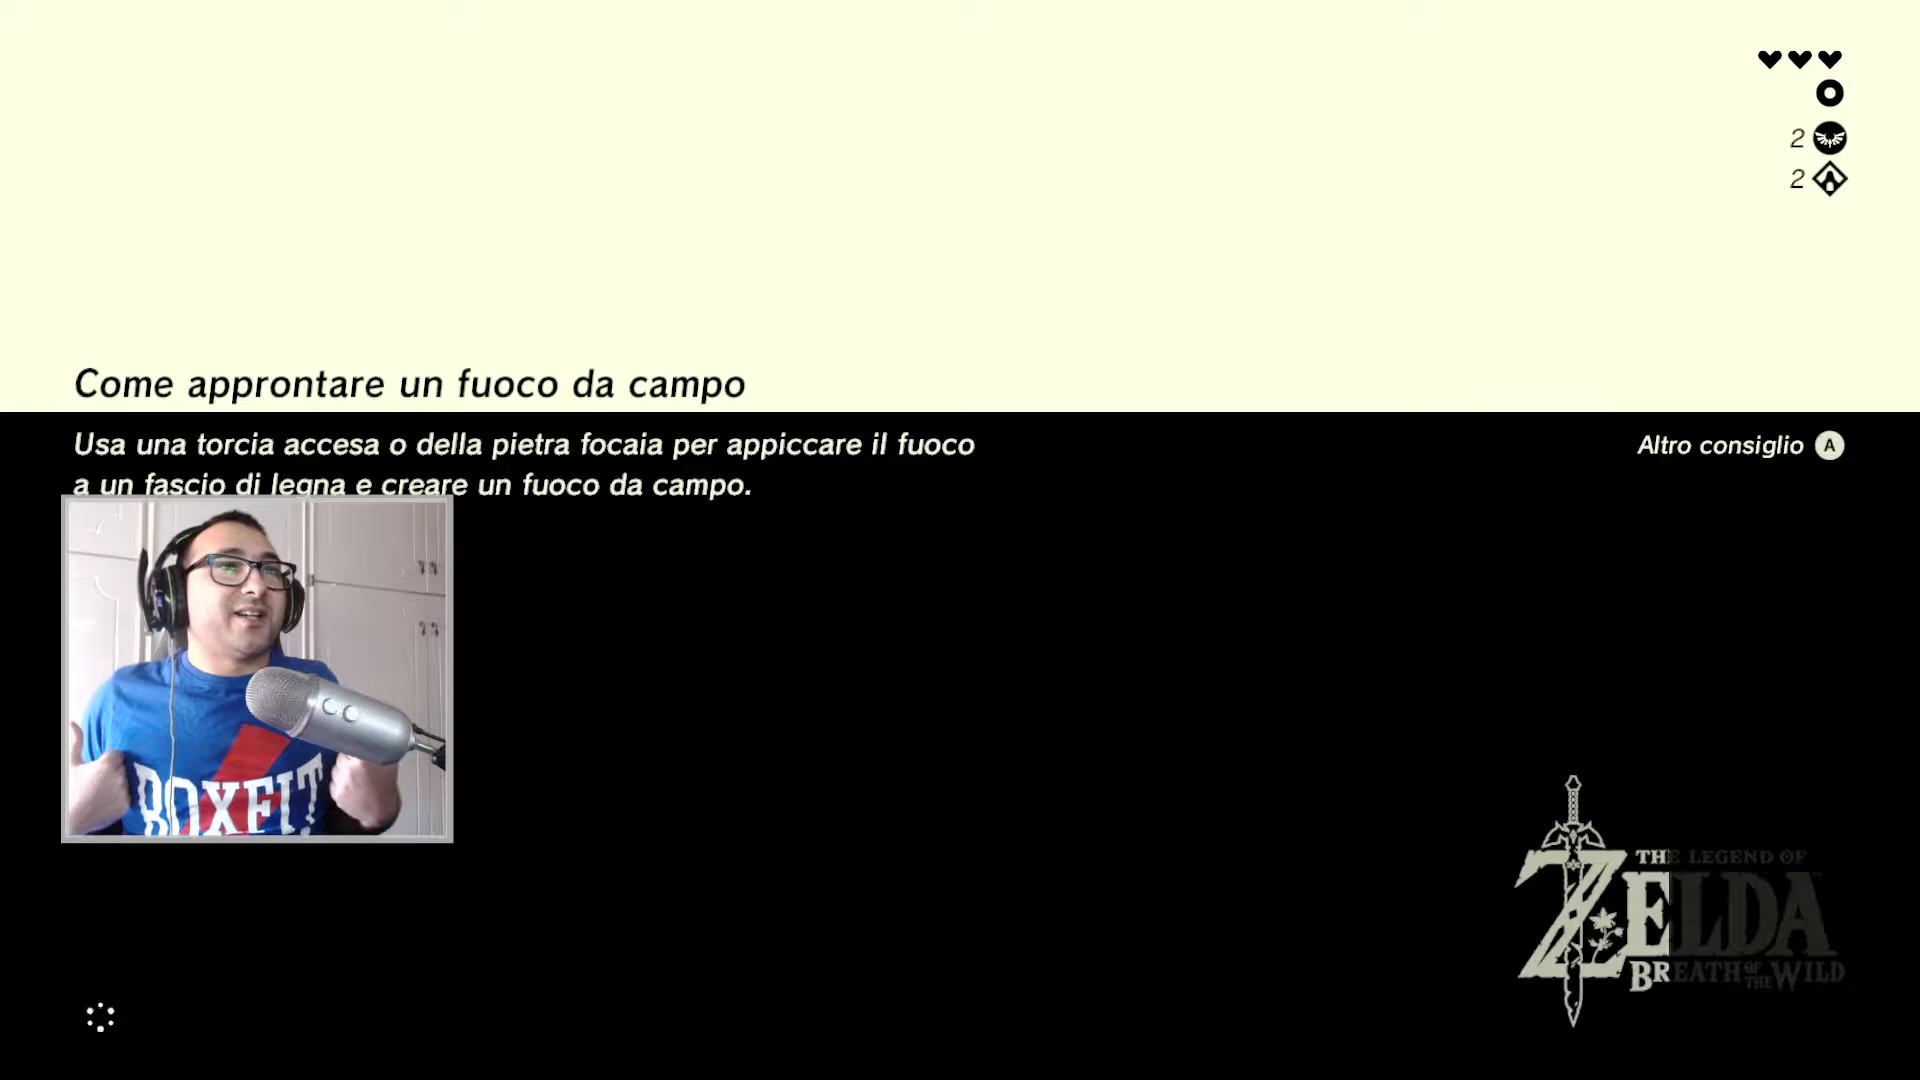 2
2
Come approntare un fuoco da campo
Usa una torcia accesa o della pietra focaia per appiccare il fuoco
a un fascio di legna e creare un fuoco da campo.
Altro consiglio A
BOXFIT
THE LEGEND OF
ZELDA
BREATH OF THE WILD